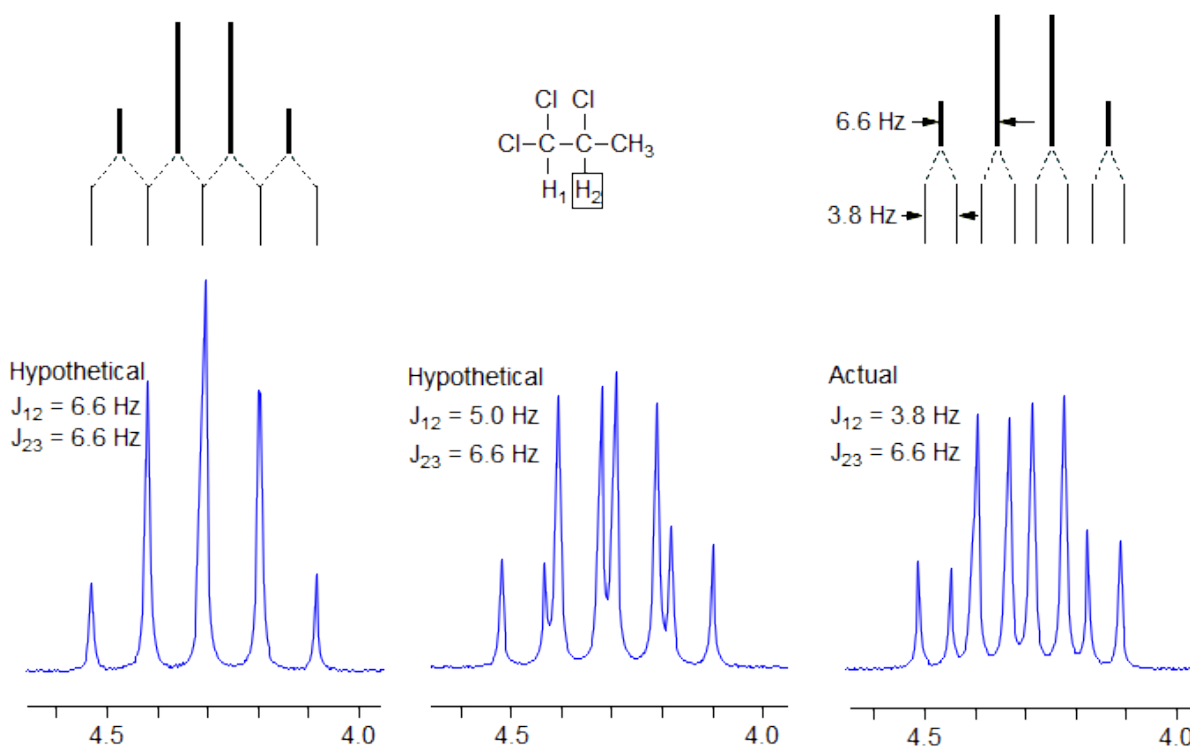 Cl Cl
Cl–C–C–CH₃
H₁ H₂
6.6 Hz
3.8 Hz
Hypothetical
J₁₂ = 6.6 Hz
J₂₃ = 6.6 Hz
Hypothetical
J₁₂ = 5.0 Hz
J₂₃ = 6.6 Hz
Actual
J₁₂ = 3.8 Hz
J₂₃ = 6.6 Hz
4.5 4.0
4.5 4.0
4.5 4.0